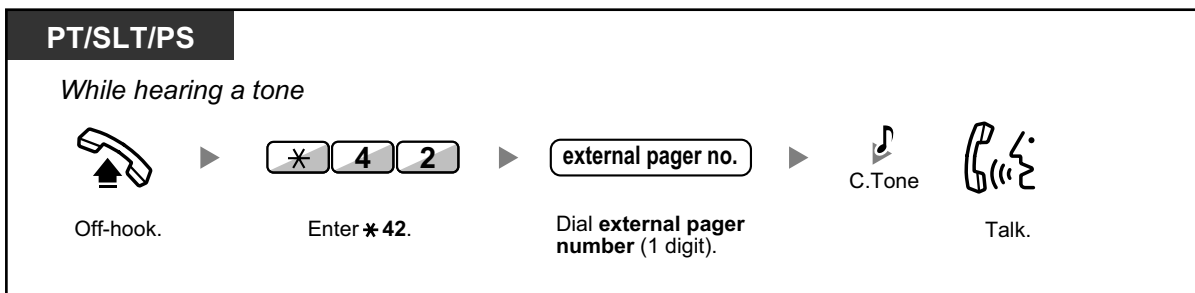 PT/SLT/PS
While hearing a tone
* 4 2
external pager no.
C.Tone
Off-hook.
Enter *42.
Dial external pager
number (1 digit).
Talk.